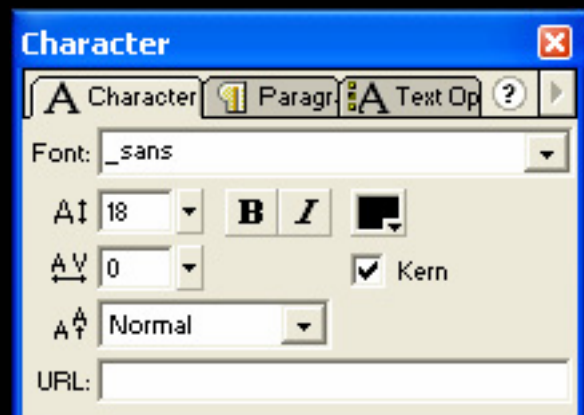 Character
A Character Paragr. A Text Op ?
Font: _sans
A 18 B I
A V 0 Kern
A A Normal
URL: